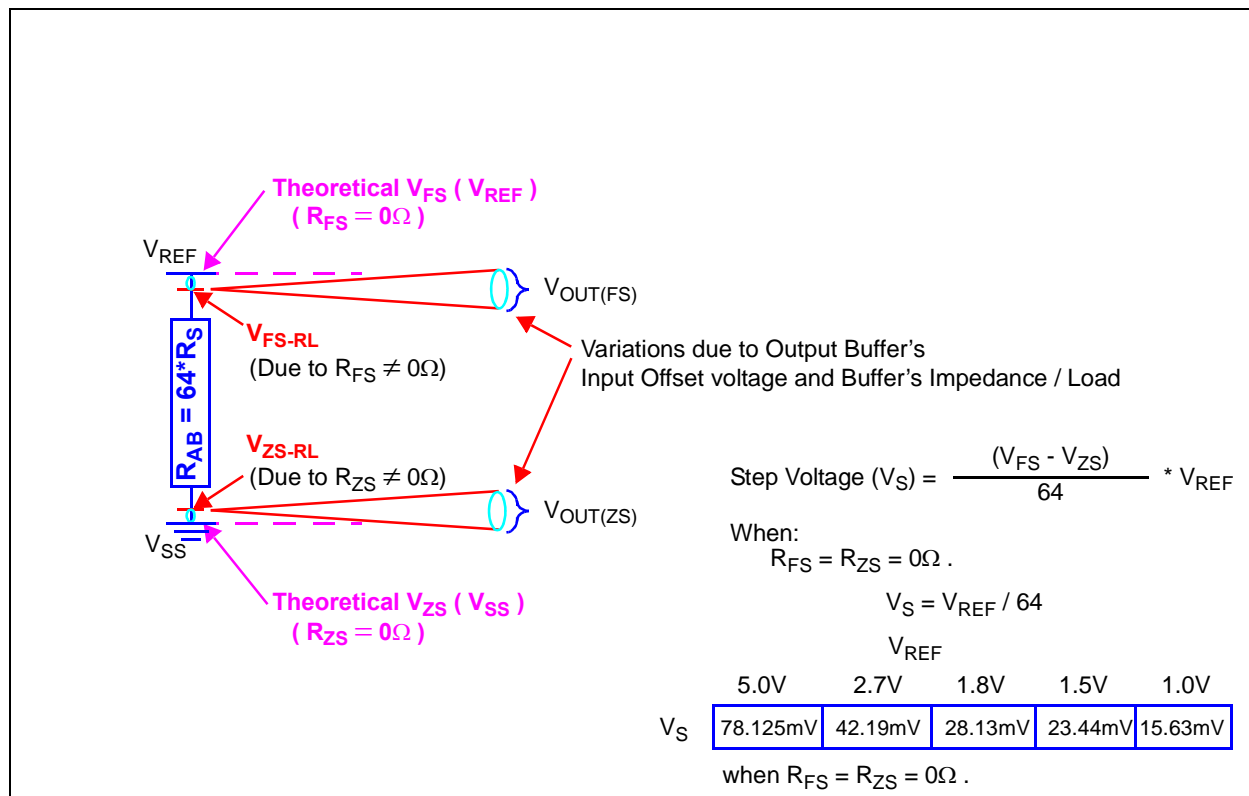 Theoretical VFS ( VREF )
( RFS = 0Ω )
VREF
VOUT(FS)
VFS-RL
(Due to RFS ≠ 0Ω)
RAB = 64*RS
Variations due to Output Buffer's
Input Offset voltage and Buffer's Impedance / Load
VZS-RL
(Due to RZS ≠ 0Ω)
VOUT(ZS)
VSS
Theoretical VZS ( VSS )
( RZS = 0Ω )
Step Voltage (VS) = (VFS - VZS) / 64 * VREF
When:
RFS = RZS = 0Ω .
VS = VREF / 64
VREF
5.0V 2.7V 1.8V 1.5V 1.0V
VS 78.125mV 42.19mV 28.13mV 23.44mV 15.63mV
when RFS = RZS = 0Ω .